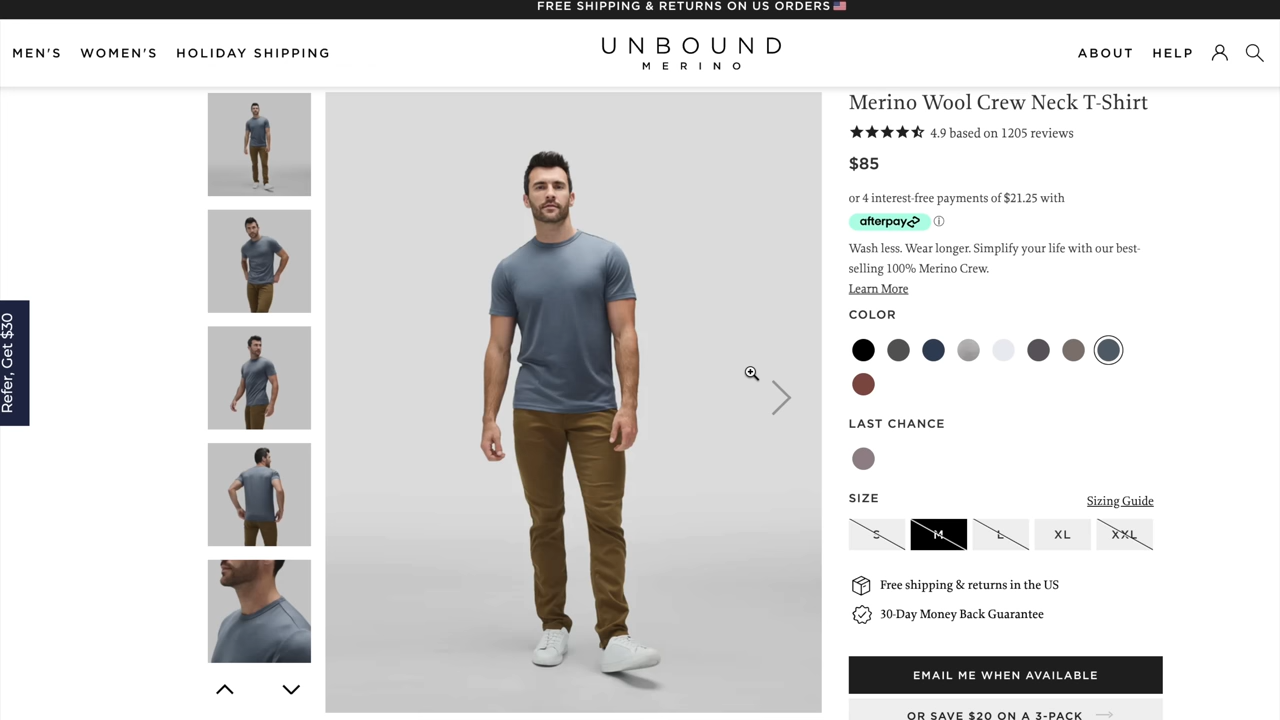 FREE SHIPPING & RETURNS ON US ORDERS
MEN'S WOMEN'S HOLIDAY SHIPPING
UNBOUND
MERINO
ABOUT HELP
Refer, Get $30
Merino Wool Crew Neck T-Shirt
4.9 based on 1205 reviews
$85
or 4 interest-free payments of $21.25 with
afterpay
Wash less. Wear longer. Simplify your life with our best-
selling 100% Merino Crew.
Learn More
COLOR
LAST CHANCE
SIZE Sizing Guide
S M L XL XXL
Free shipping & returns in the US
30-Day Money Back Guarantee
EMAIL ME WHEN AVAILABLE
OR SAVE $20 ON A 3-PACK